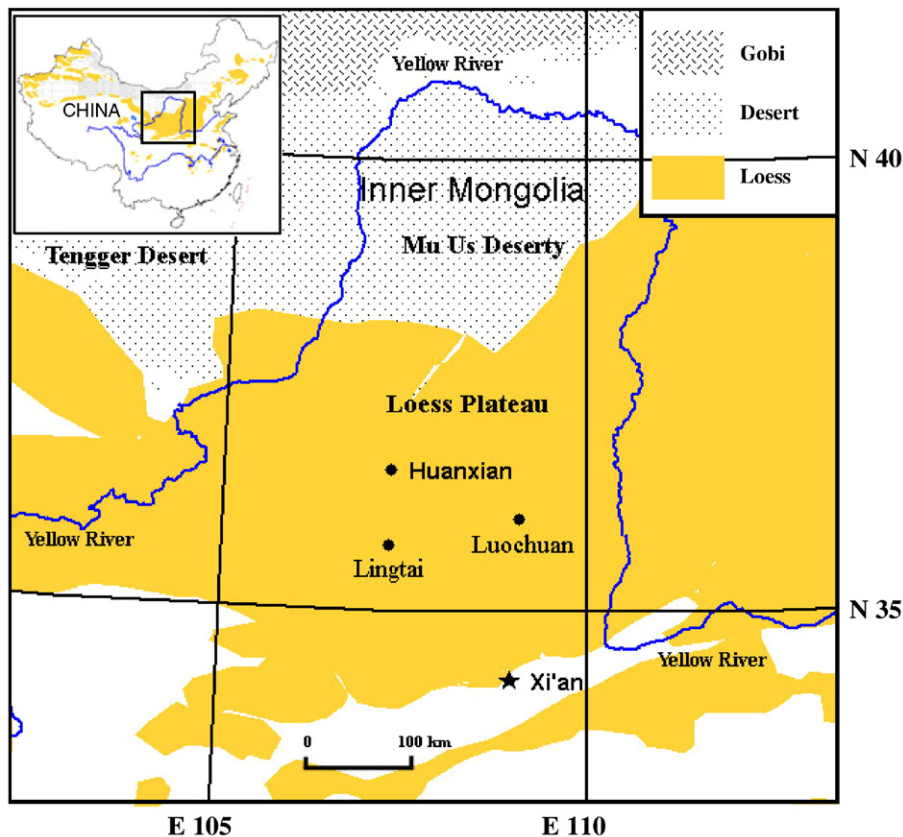 Gobi
Yellow River
CHINA
Desert
N 40
Loess
Inner Mongolia
Mu Us Deserty
Tengger Desert
Loess Plateau
Huanxian
Yellow River
Luochuan
Lingtai
N 35
Yellow River
Xi'an
0 100 km
E 105 E 110